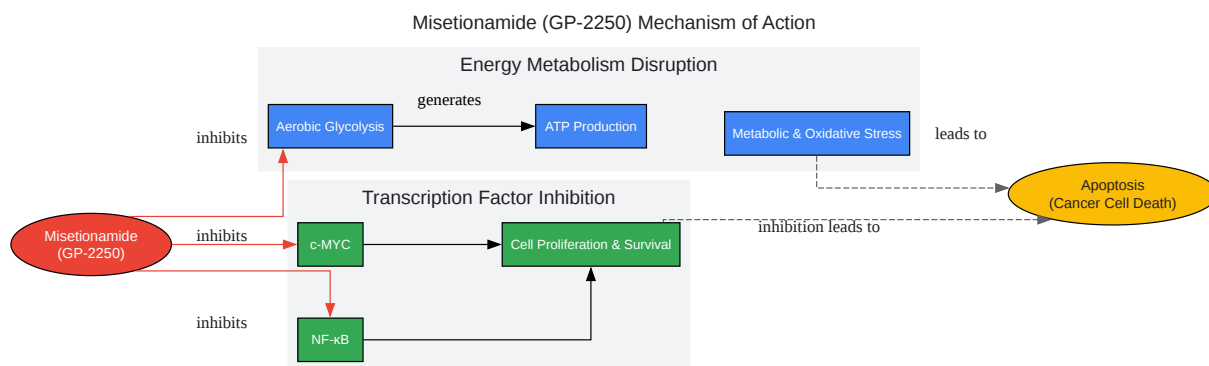 Misetionamide (GP-2250) Mechanism of Action
Energy Metabolism Disruption
generates
Aerobic Glycolysis
ATP Production
Metabolic & Oxidative Stress
inhibits
leads to
Transcription Factor Inhibition
Apoptosis
(Cancer Cell Death)
Misetionamide
(GP-2250)
inhibits
c-MYC
Cell Proliferation & Survival
inhibition leads to
inhibits
NF-κB